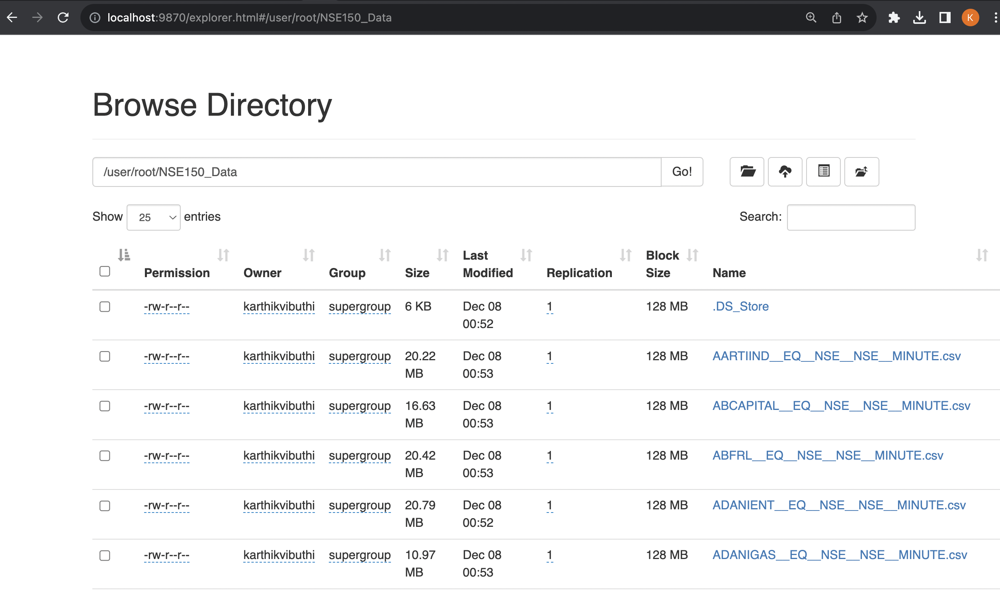 localhost:9870/explorer.html#/user/root/NSE150_Data
K
Browse Directory
/user/root/NSE150_Data
Go!
Show 25 entries
Search:
Permission Owner Group Size Last Modified Replication Block Size Name
-rw-r--r-- karthikvibuthi supergroup 6 KB Dec 08 00:52 1 128 MB .DS_Store
-rw-r--r-- karthikvibuthi supergroup 20.22 MB Dec 08 00:53 1 128 MB AARTIIND__EQ__NSE__NSE__MINUTE.csv
-rw-r--r-- karthikvibuthi supergroup 16.63 MB Dec 08 00:53 1 128 MB ABCAPITAL__EQ__NSE__NSE__MINUTE.csv
-rw-r--r-- karthikvibuthi supergroup 20.42 MB Dec 08 00:53 1 128 MB ABFRL__EQ__NSE__NSE__MINUTE.csv
-rw-r--r-- karthikvibuthi supergroup 20.79 MB Dec 08 00:52 1 128 MB ADANIENT__EQ__NSE__NSE__MINUTE.csv
-rw-r--r-- karthikvibuthi supergroup 10.97 MB Dec 08 00:53 1 128 MB ADANIGAS__EQ__NSE__NSE__MINUTE.csv